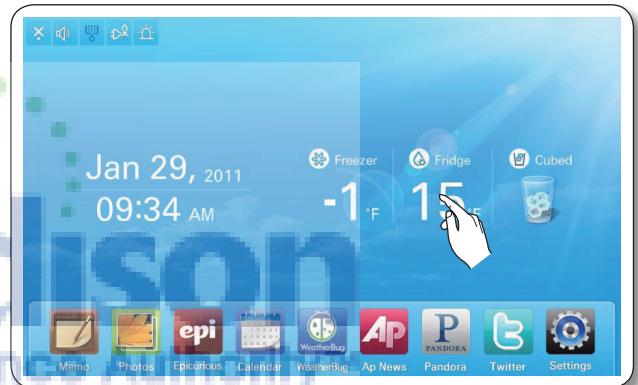 Freezer
Fridge
Cubed
Jan 29, 2011
-1 °F
15 °F
09:34 AM
epi
AP
P
PANDORA
WeatherBug
Memo
Photos
Epicurious
Calendar
WeatherBug
Ap News
Pandora
Twitter
Settings